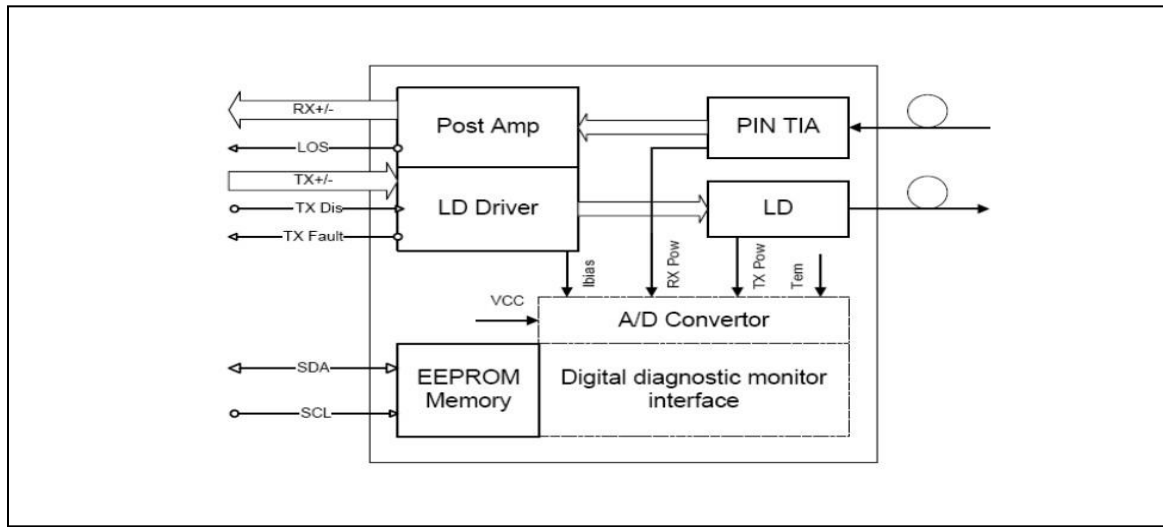 RX+/-
Post Amp
PIN TIA
LOS
TX+/-
TX Dis
LD Driver
LD
TX Fault
Ibias
RX Pow
TX Pow
Tem
VCC
A/D Convertor
SDA
EEPROM
Memory
Digital diagnostic monitor
interface
SCL